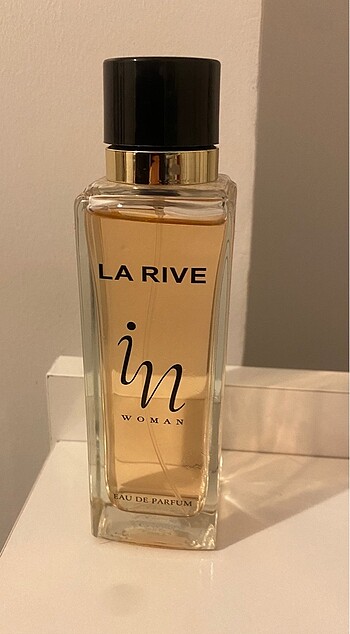 LA RIVE
in
WOMAN
EAU DE PARFUM